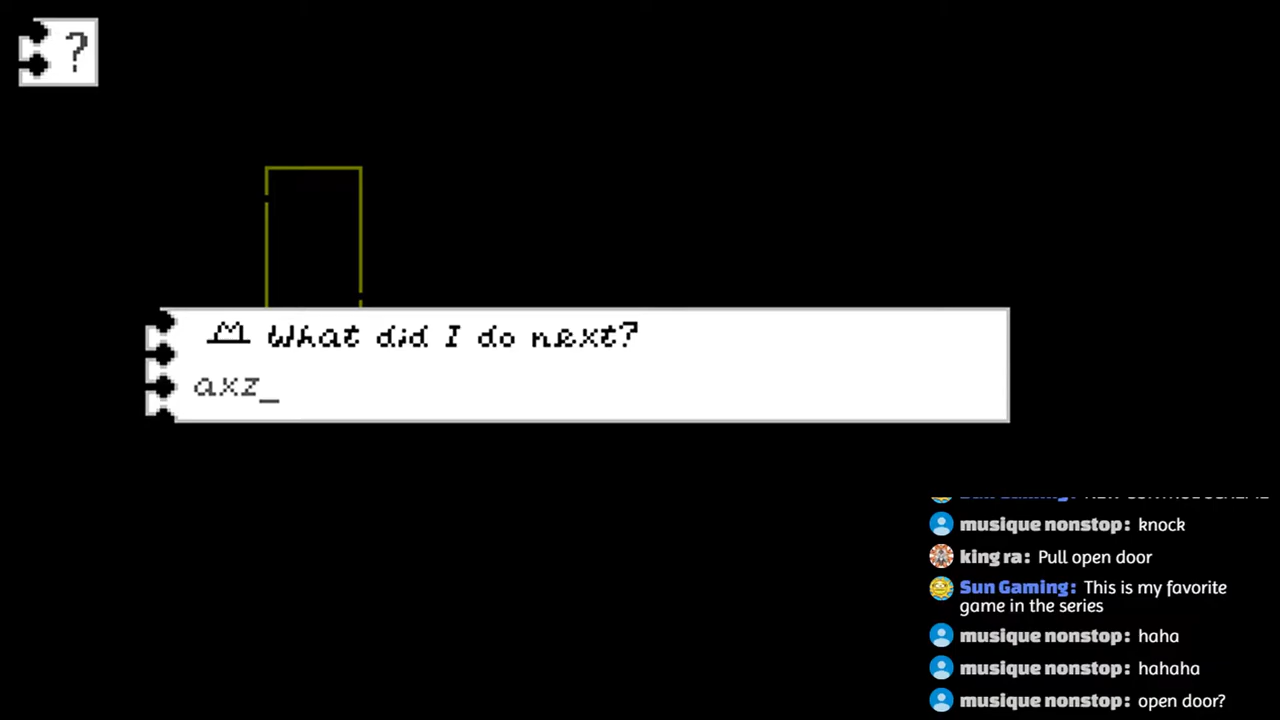 ?
What did I do next?
axz_
musique nonstop: knock
king ra: Pull open door
Sun Gaming: This is my favorite
game in the series
musique nonstop: haha
musique nonstop: hahaha
musique nonstop: open door?